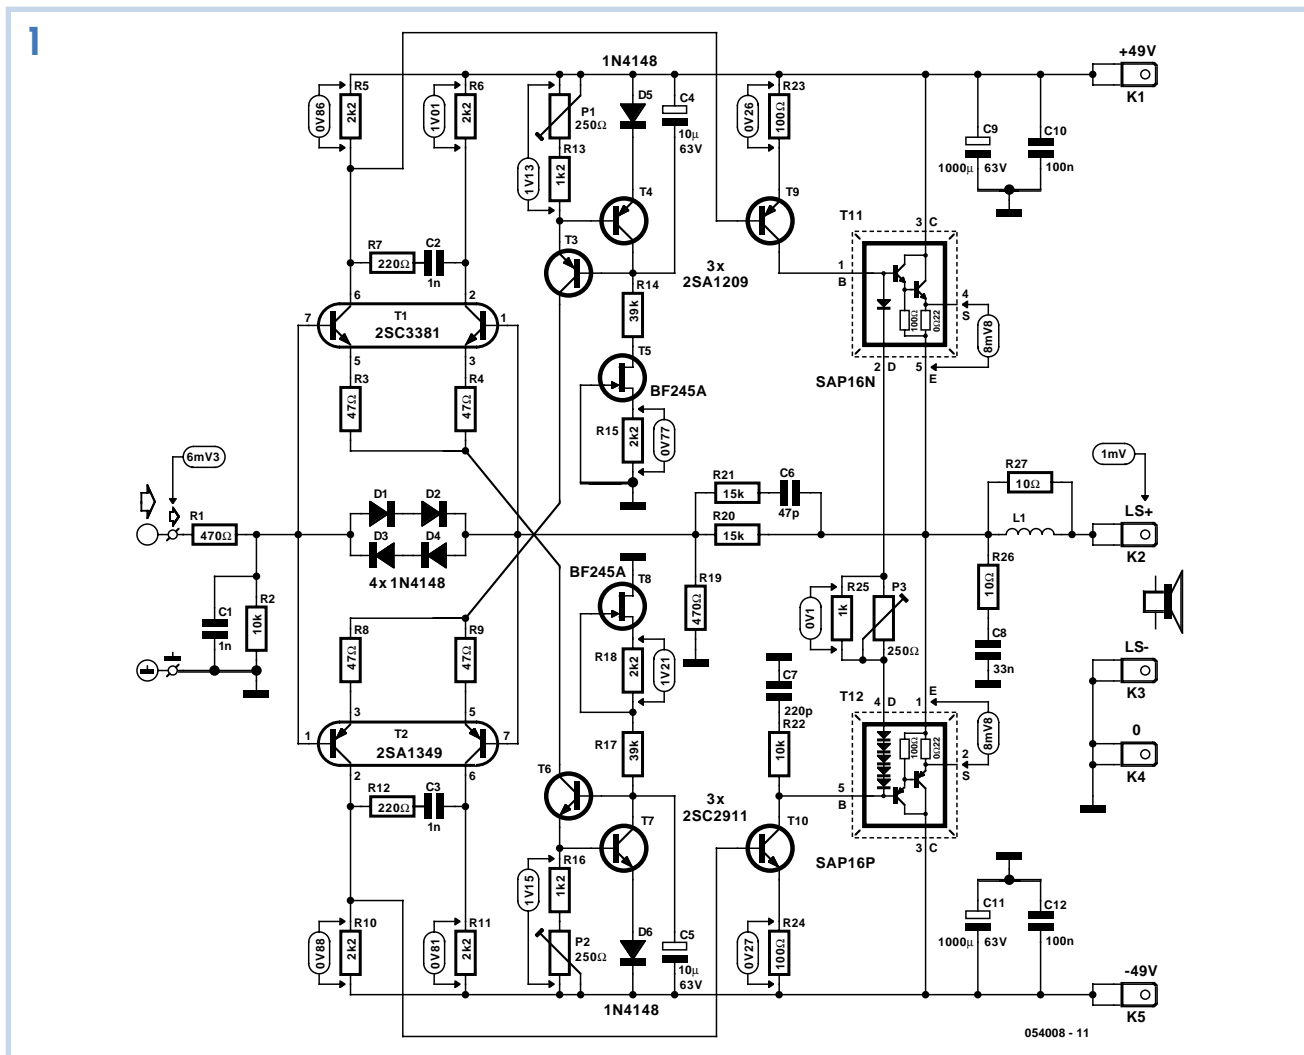 1
+49V
K1
1N4148
R5
2k2
0V86
R6
2k2
1V01
P1
250Ω
R13
1k2
1V13
D5
C4
10µ
63V
R23
100Ω
0V26
C9
1000µ
63V
C10
100n
T4
T9
T3
T11
3
C
R7
220Ω
C2
1n
3x
2SA1209
1
B
4
S
100Ω
0Ω22
8mV8
6
2
R14
39k
7
T1
2SC3381
1
5
3
T5
BF245A
2
D
5
E
SAP16N
R3
47Ω
R4
47Ω
R15
2k2
0V77
6mV3
R21
15k
C6
47p
R27
10Ω
1mV
LS+
K2
R1
470Ω
D1
D2
R20
15k
L1
D3
D4
4x1N4148
BF245A
T8
R19
470Ω
R26
10Ω
R25
1k
0V1
P3
250Ω
C1
1n
R2
10k
R8
47Ω
R9
47Ω
R18
2k2
1V21
C8
33n
LS-
K3
C7
220p
T12
4
D
1
E
3
5
R22
10k
100Ω
0Ω22
8mV8
0
K4
1
T2
2SA1349
7
R17
39k
2
S
2
6
T6
5
B
R12
220Ω
C3
1n
3x
2SC2911
T7
T10
3
C
SAP16P
R16
1k2
1V15
R10
2k2
0V88
R11
2k2
0V81
P2
250Ω
D6
C5
10µ
63V
R24
100Ω
0V27
C11
1000µ
63V
C12
100n
-49V
K5
1N4148
054008 - 11